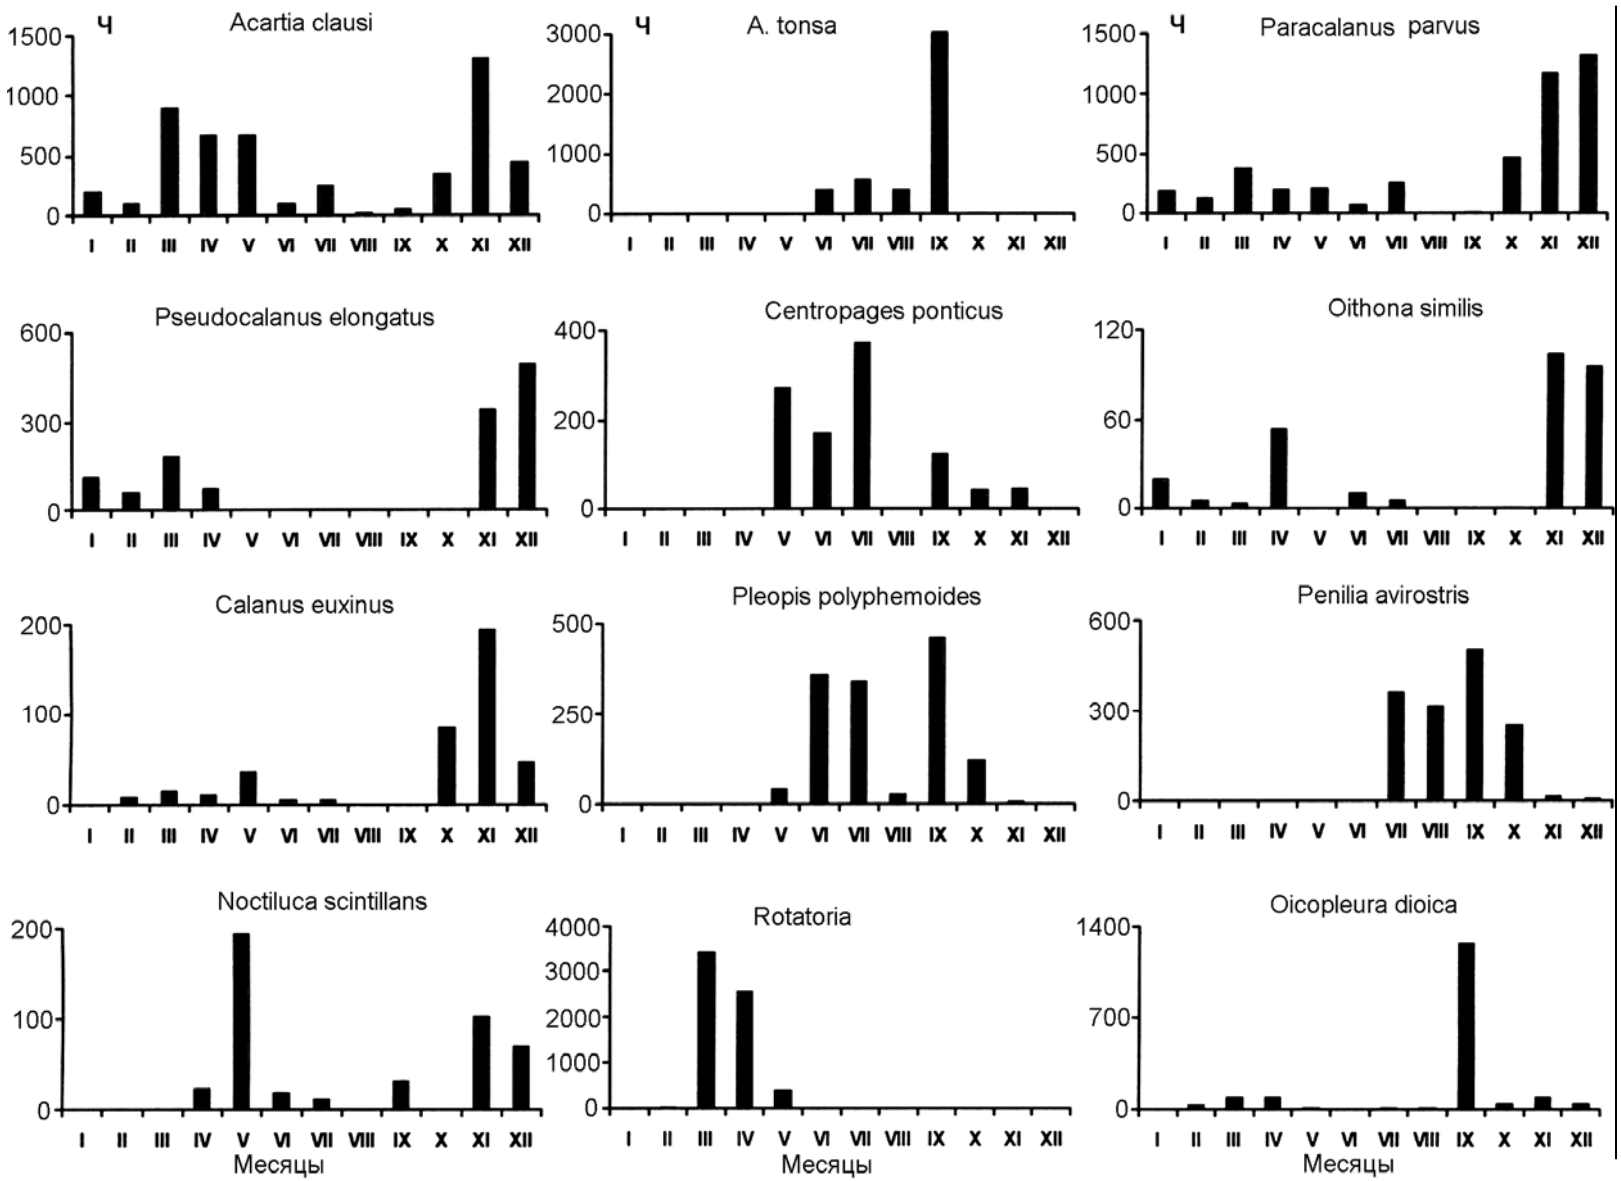 Ч Acartia clausi
1500
1000
500
0
I II III IV V VI VII VIII IX X XI XII
Ч A. tonsa
3000
2000
1000
0
I II III IV V VI VII VIII IX X XI XII
Ч Paracalanus parvus
1500
1000
500
0
I II III IV V VI VII VIII IX X XI XII
Pseudocalanus elongatus
600
300
0
I II III IV V VI VII VIII IX X XI XII
Centropages ponticus
400
200
0
I II III IV V VI VII VIII IX X XI XII
Oithona similis
120
60
0
I II III IV V VI VII VIII IX X XI XII
Calanus euxinus
200
100
0
I II III IV V VI VII VIII IX X XI XII
Pleopis polyphemoides
500
250
0
I II III IV V VI VII VIII IX X XI XII
Penilia avirostris
600
300
0
I II III IV V VI VII VIII IX X XI XII
Noctiluca scintillans
200
100
0
I II III IV V VI VII VIII IX X XI XII
Месяцы
Rotatoria
4000
3000
2000
1000
0
I II III IV V VI VII VIII IX X XI XII
Месяцы
Oicopleura dioica
1400
700
0
I II III IV V VI VII VIII IX X XI XII
Месяцы